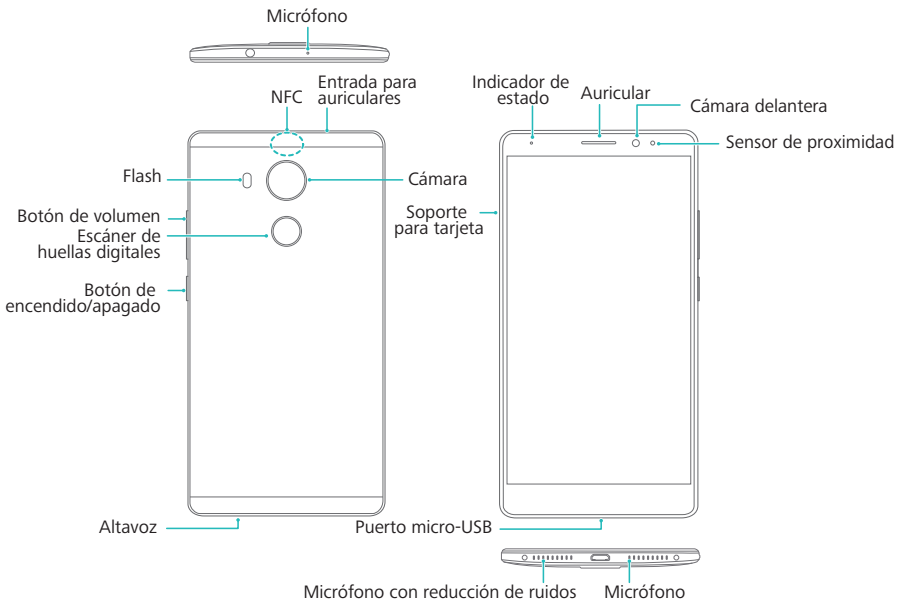 Micrófono
NFC
Entrada para
auriculares
Flash
Cámara
Botón de volumen
Escáner de
huellas digitales
Botón de
encendido/apagado
Altavoz
Indicador de
estado
Auricular
Cámara delantera
Sensor de proximidad
Soporte
para tarjeta
Puerto micro-USB
Micrófono con reducción de ruidos
Micrófono